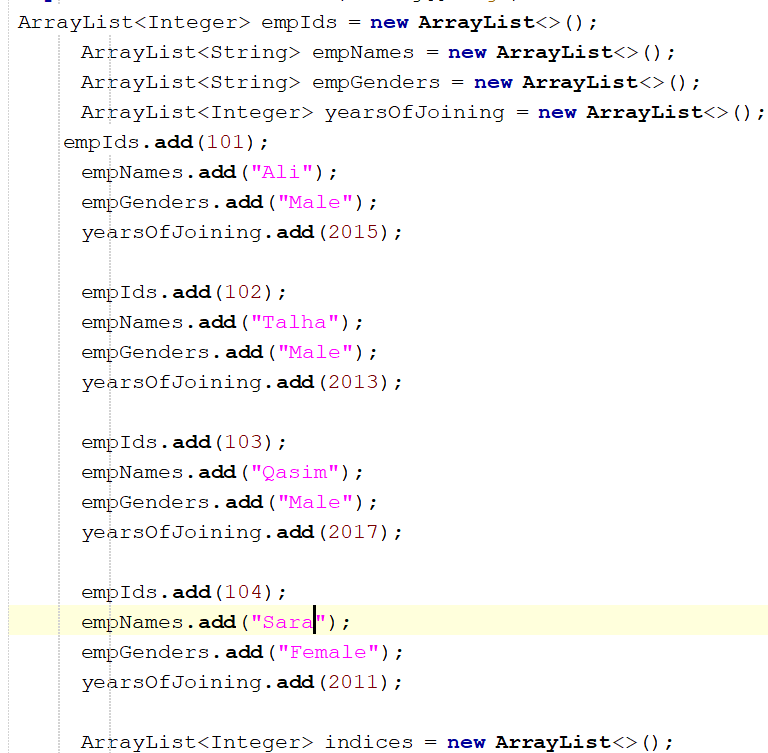 ArrayList<Integer> empIds = new ArrayList<>();
ArrayList<String> empNames = new ArrayList<>();
ArrayList<String> empGenders = new ArrayList<>();
ArrayList<Integer> yearsOfJoining = new ArrayList<>();
empIds.add(101);
empNames.add("Ali");
empGenders.add("Male");
yearsOfJoining.add(2015);
empIds.add(102);
empNames.add("Talha");
empGenders.add("Male");
yearsOfJoining.add(2013);
empIds.add(103);
empNames.add("Qasim");
empGenders.add("Male");
yearsOfJoining.add(2017);
empIds.add(104);
empNames.add("Sara");
empGenders.add("Female");
yearsOfJoining.add(2011);
ArrayList<Integer> indices = new ArrayList<>();